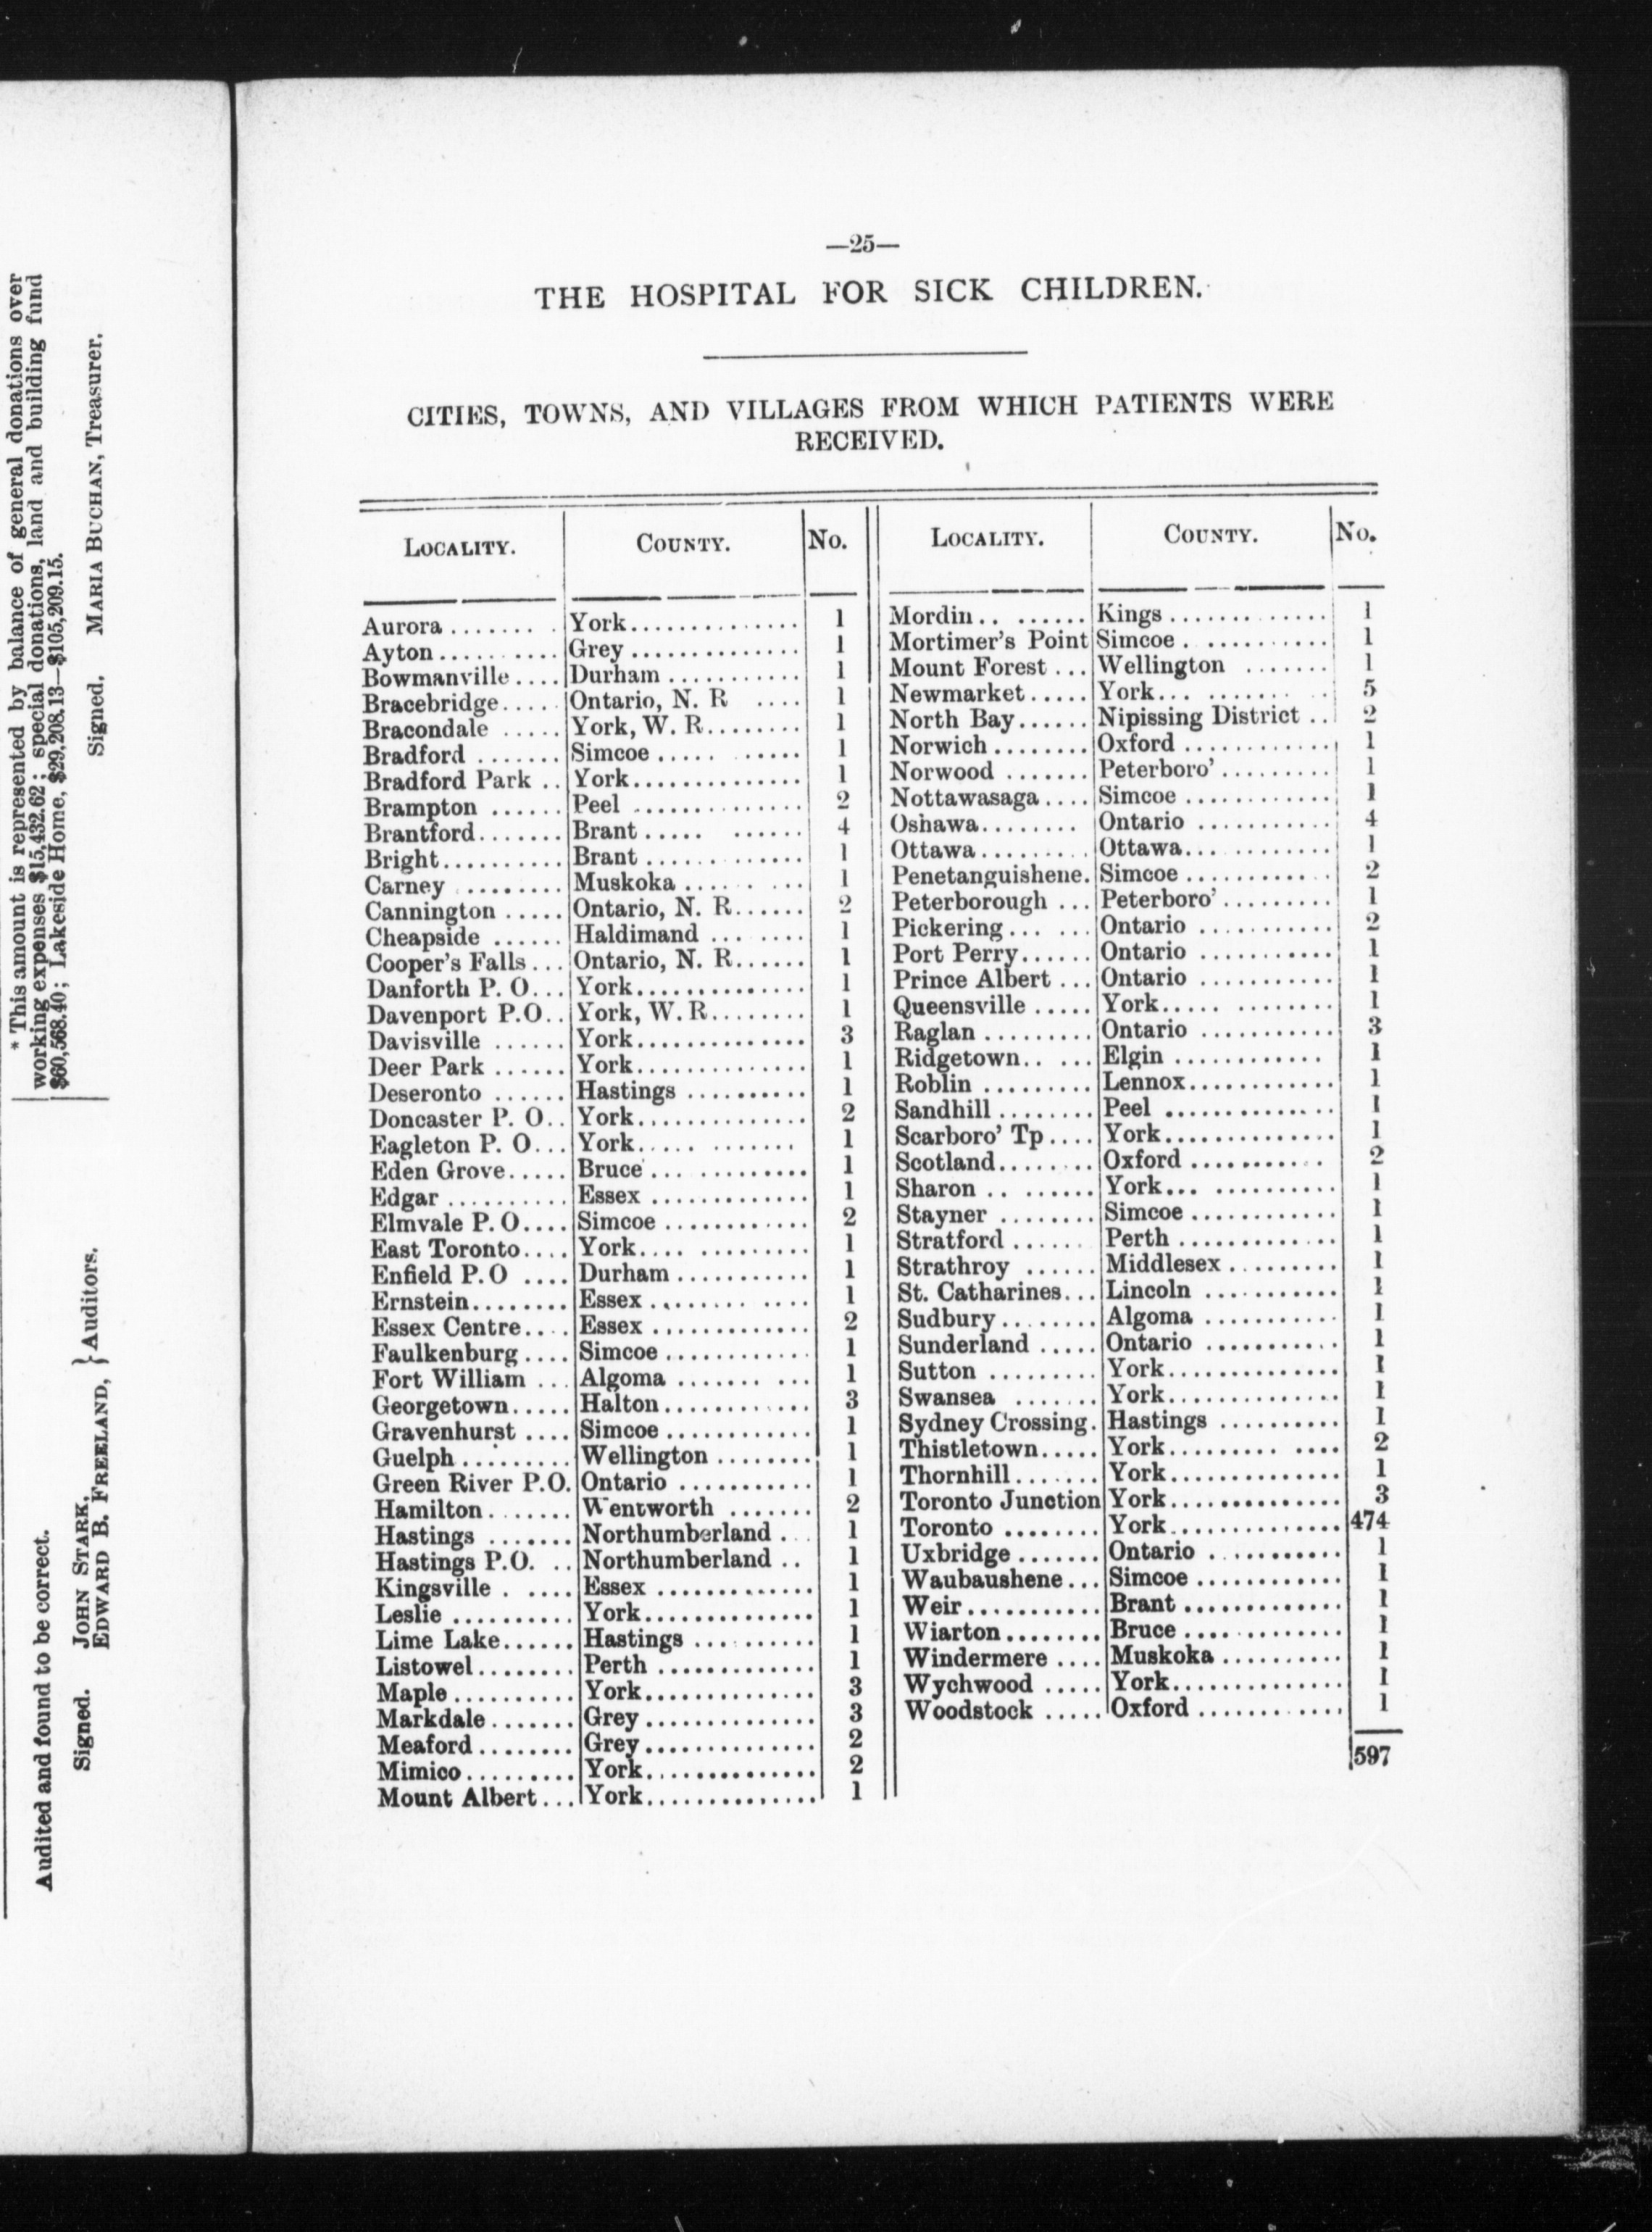 * This amount is represented by balance of general donations over
working expenses $15,432.62; special donations, land and building fund
$60,568.40; Lakeside Home, $29,208.13—$105,209.15.
Signed. MARIA BUCHAN, Treasurer.
Audited and found to be correct.
Signed. JOHN STARK,
EDWARD B. FREELAND, } Auditors.
—25—
THE HOSPITAL FOR SICK CHILDREN.
CITIES, TOWNS, AND VILLAGES FROM WHICH PATIENTS WERE
RECEIVED.
LOCALITY. COUNTY. No.
Aurora ........ York.............. 1
Ayton.......... Grey .............. 1
Bowmanville.... Durham ........... 1
Bracebridge..... Ontario, N. R .... 1
Bracondale ..... York, W. R........ 1
Bradford ....... Simcoe ........... 1
Bradford Park .. York.............. 1
Brampton ...... Peel .............. 2
Brantford....... Brant ........... 4
Bright.......... Brant ............. 1
Carney ......... Muskoka .......... 1
Cannington ..... Ontario, N. R...... 2
Cheapside ...... Haldimand ........ 1
Cooper's Falls... Ontario, N. R...... 1
Danforth P. O... York.............. 1
Davenport P.O.. York, W. R........ 1
Davisville ...... York.............. 3
Deer Park ...... York.............. 1
Deseronto ...... Hastings .......... 1
Doncaster P. O.. York.............. 2
Eagleton P. O... York............. 1
Eden Grove..... Bruce ............. 1
Edgar .......... Essex ............. 1
Elmvale P. O.... Simcoe ............ 2
East Toronto.... York............. 1
Enfield P. O .... Durham ........... 1
Ernstein........ Essex ............ 1
Essex Centre.... Essex ............. 2
Faulkenburg .... Simcoe ............ 1
Fort William ... Algoma .......... 1
Georgetown..... Halton............ 3
Gravenhurst .... Simcoe ............ 1
Guelph ......... Wellington ........ 1
Green River P.O. Ontario ........... 1
Hamilton ....... Wentworth ....... 2
Hastings ....... Northumberland ... 1
Hastings P.O. .. Northumberland .. 1
Kingsville ..... Essex ............. 1
Leslie .......... York.............. 1
Lime Lake...... Hastings .......... 1
Listowel........ Perth ............. 1
Maple .......... York.............. 3
Markdale ....... Grey .............. 3
Meaford ........ Grey.............. 2
Mimico ......... York.............. 2
Mount Albert... York.............. 1
LOCALITY. COUNTY. No.
Mordin.. ...... Kings ............. 1
Mortimer's Point Simcoe ........... 1
Mount Forest ... Wellington ....... 1
Newmarket..... York... ......... 5
North Bay...... Nipissing District .. 2
Norwich ........ Oxford ............ 1
Norwood ....... Peterboro' ......... 1
Nottawasaga .... Simcoe ............ 1
Oshawa........ Ontario ........... 4
Ottawa......... Ottawa............ 1
Penetanguishene. Simcoe ............ 2
Peterborough ... Peterboro' ......... 1
Pickering... ... Ontario ........... 2
Port Perry...... Ontario ........... 1
Prince Albert ... Ontario ........... 1
Queensville ..... York..... ........ 1
Raglan ......... Ontario ........... 3
Ridgetown.. ... Elgin ............ 1
Roblin ......... Lennox............ 1
Sandhill ........ Peel .............. 1
Scarboro' Tp.... York.............. 1
Scotland........ Oxford ........... 2
Sharon .. ...... York... .......... 1
Stayner ........ Simcoe ............ 1
Stratford ...... Perth ............. 1
Strathroy ...... Middlesex ......... 1
St. Catharines... Lincoln ........... 1
Sudbury ........ Algoma ........... 1
Sunderland ..... Ontario ........... 1
Sutton ......... York.............. 1
Swansea ....... York.............. 1
Sydney Crossing. Hastings .......... 1
Thistletown..... York......... .... 2
Thornhill ....... York.............. 1
Toronto Junction York.............. 3
Toronto ........ York.............. 474
Uxbridge ....... Ontario ........... 1
Waubaushene... Simcoe ............ 1
Weir........... Brant ............. 1
Wiarton ........ Bruce ............. 1
Windermere .... Muskoka .......... 1
Wychwood ..... York.............. 1
Woodstock ..... Oxford ............ 1
597